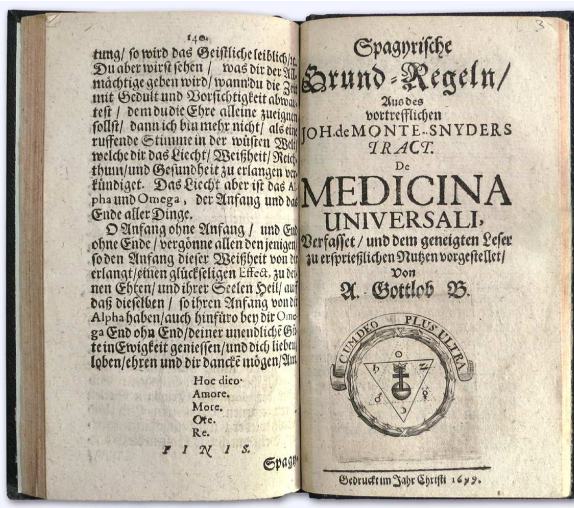 140.
tung/ so wird das Geistliche leiblich/ ꝛc.
Du aber wirst sehen / was dir der All-
mächtige geben wird/ wann du die Zeit
mit Gedult und Vorsichtigkeit abwar-
test / dem du die Ehre alleine zueignen
sollst/ dann ich bin mehr nicht/ als eine
ruffende Stimme in der wüsten Welt/
welche dir das Liecht/ Weißheit/ Reich-
thum/ und Gesundheit zu erlangen ver-
kündiget. Das Liecht aber ist das Al-
pha und Omega, der Anfang und das
Ende aller Dinge.
O Anfang ohne Anfang / und End
ohne Ende / vergönne allen den jenigen/
so den Anfang dieser Weißheit von dir
erlangt/ einen glückseligen Effect, zu dei-
nen Ehren/ und ihrer Seelen Heil/ auf
daß dieselben / so ihren Anfang von dir
Alpha haben/ auch hinfüro bey dir Ome-
ga End ohn End/ deiner unendliche Gü-
te in Ewigkeit geniessen/ und dich lieben/
loben/ ehren und dir dancke mögen/ Am.
Hoc dico.
Amore.
More.
Ore.
Re.
FINIS.
Spagy-
3
Spagyrische
Grund-Regeln/
Aus des
vortrefflichen
JOH. de MONTE-SNYDERS
TRACT.
De
MEDICINA
UNIVERSALI,
Verfasset/ und dem geneigten Leser
zu ersprießlichen Nutzen vorgestellet/
Von
A. Gottlob B.
CUM DEO PLUS ULTRA
Gedruckt im Jahr Christi 1699.